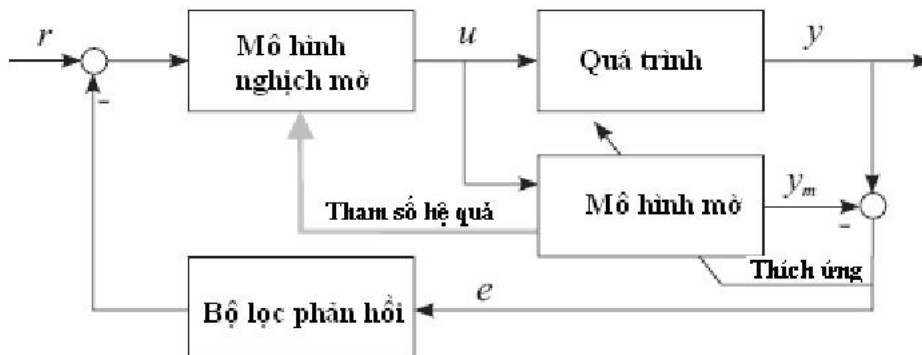 r
-
Mô hình
nghịch mờ
u
Quá trình
y
Mô hình mờ
yₘ
-
Tham số hệ quả
Thích ứng
Bộ lọc phản hồi
e